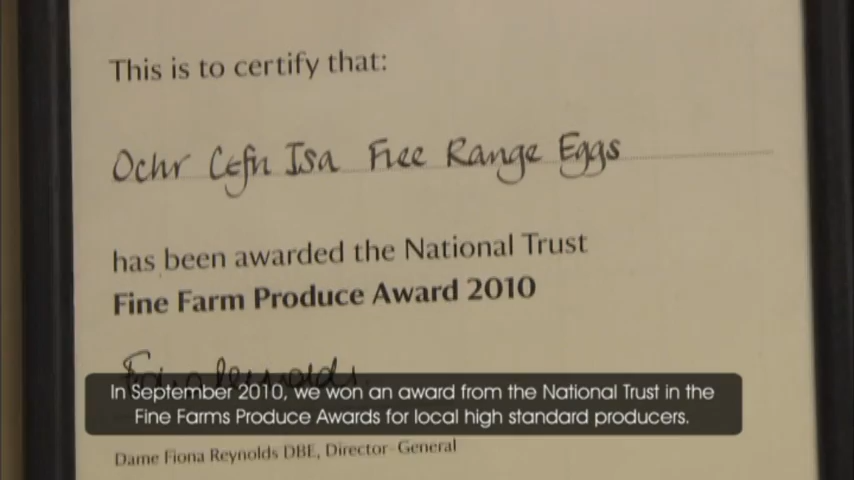 This is to certify that:
Ochr Cefn Isa Free Range Eggs
has been awarded the National Trust
Fine Farm Produce Award 2010
Fiona Reynolds
In September 2010, we won an award from the National Trust in the
Fine Farms Produce Awards for local high standard producers.
Dame Fiona Reynolds DBE, Director-General